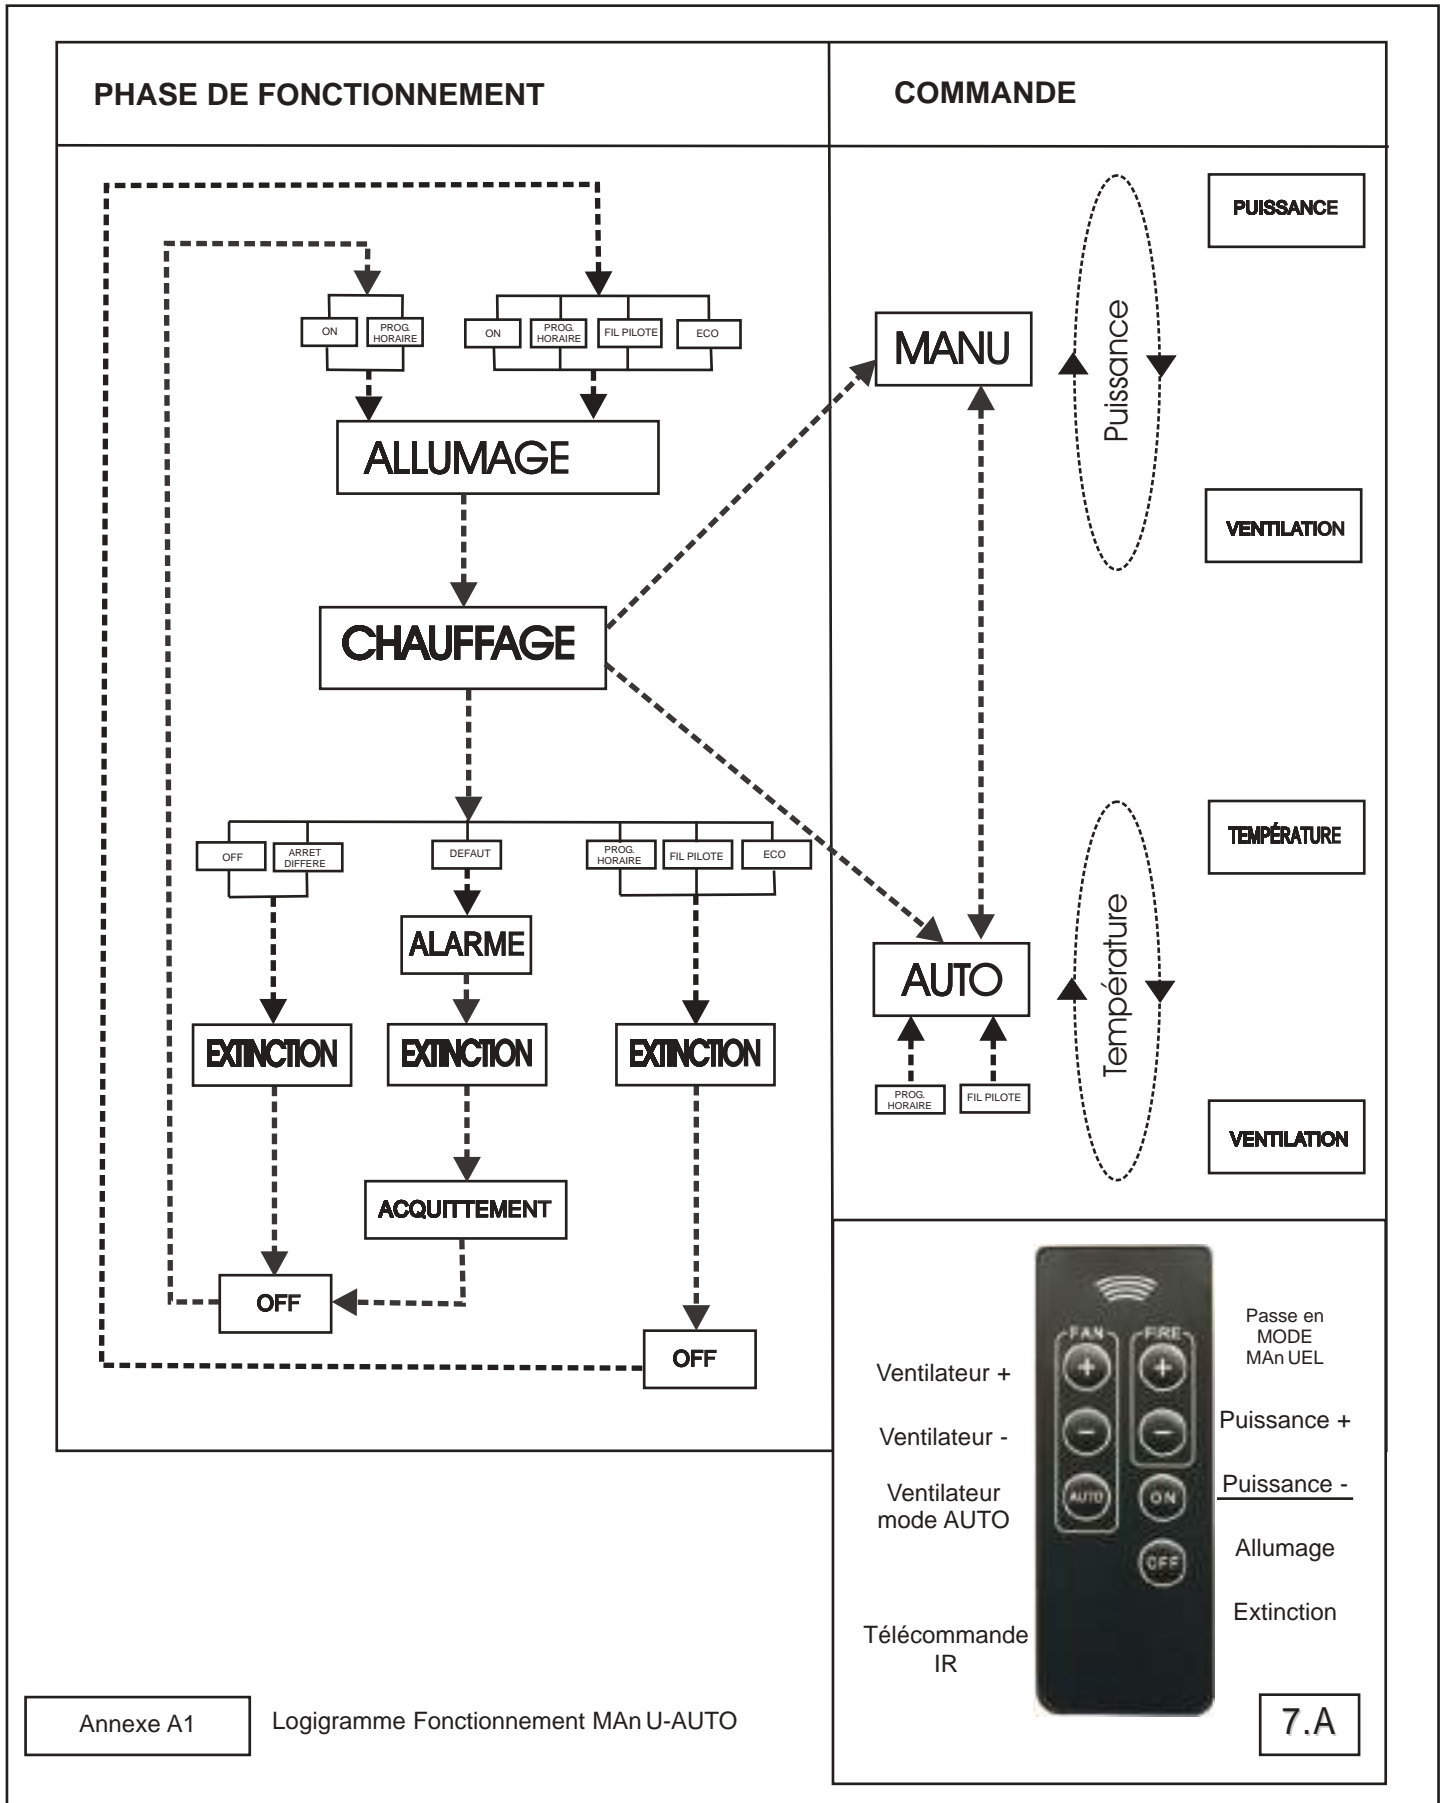 PHASE DE FONCTIONNEMENT
COMMANDE
ON
PROG.
HORAIRE
ON
PROG.
HORAIRE
FIL PILOTE
ECO
ALLUMAGE
CHAUFFAGE
OFF
ARRET
DIFFERE
DEFAUT
PROG.
HORAIRE
FIL PILOTE
ECO
ALARME
EXTINCTION
EXTINCTION
EXTINCTION
ACQUITTEMENT
OFF
OFF
MANU
Puissance
PUISSANCE
VENTILATION
AUTO
PROG.
HORAIRE
FIL PILOTE
Température
TEMPÉRATURE
VENTILATION
Ventilateur +
Ventilateur -
Ventilateur
mode AUTO
Télécommande
IR
FAN
FIRE
+
+
-
-
AUTO
ON
OFF
Passe en
MODE
MAn UEL
Puissance +
Puissance -
Allumage
Extinction
7.A
Annexe A1
Logigramme Fonctionnement MAn U-AUTO